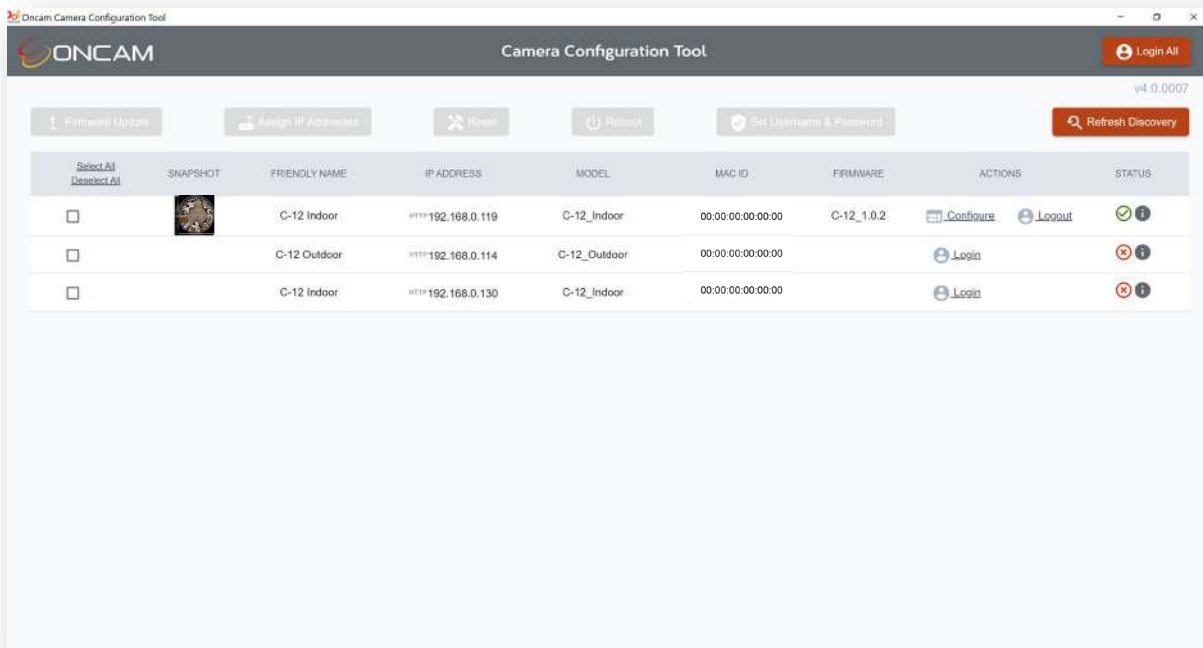 Oncam Camera Configuration Tool
ONCAM
Camera Configuration Tool
Login All
v4.0.0007
Firmware Update
Assign IP Addresses
Reset
Reboot
Set Username & Password
Refresh Discovery
Select All
Deselect All
SNAPSHOT FRIENDLY NAME IP ADDRESS MODEL MAC ID FIRMWARE ACTIONS STATUS
C-12 Indoor HTTP 192.168.0.119 C-12_Indoor 00:00:00:00:00:00 C-12_1.0.2 Configure Logout
C-12 Outdoor HTTP 192.168.0.114 C-12_Outdoor 00:00:00:00:00:00 Login
C-12 Indoor HTTP 192.168.0.130 C-12_Indoor 00:00:00:00:00:00 Login